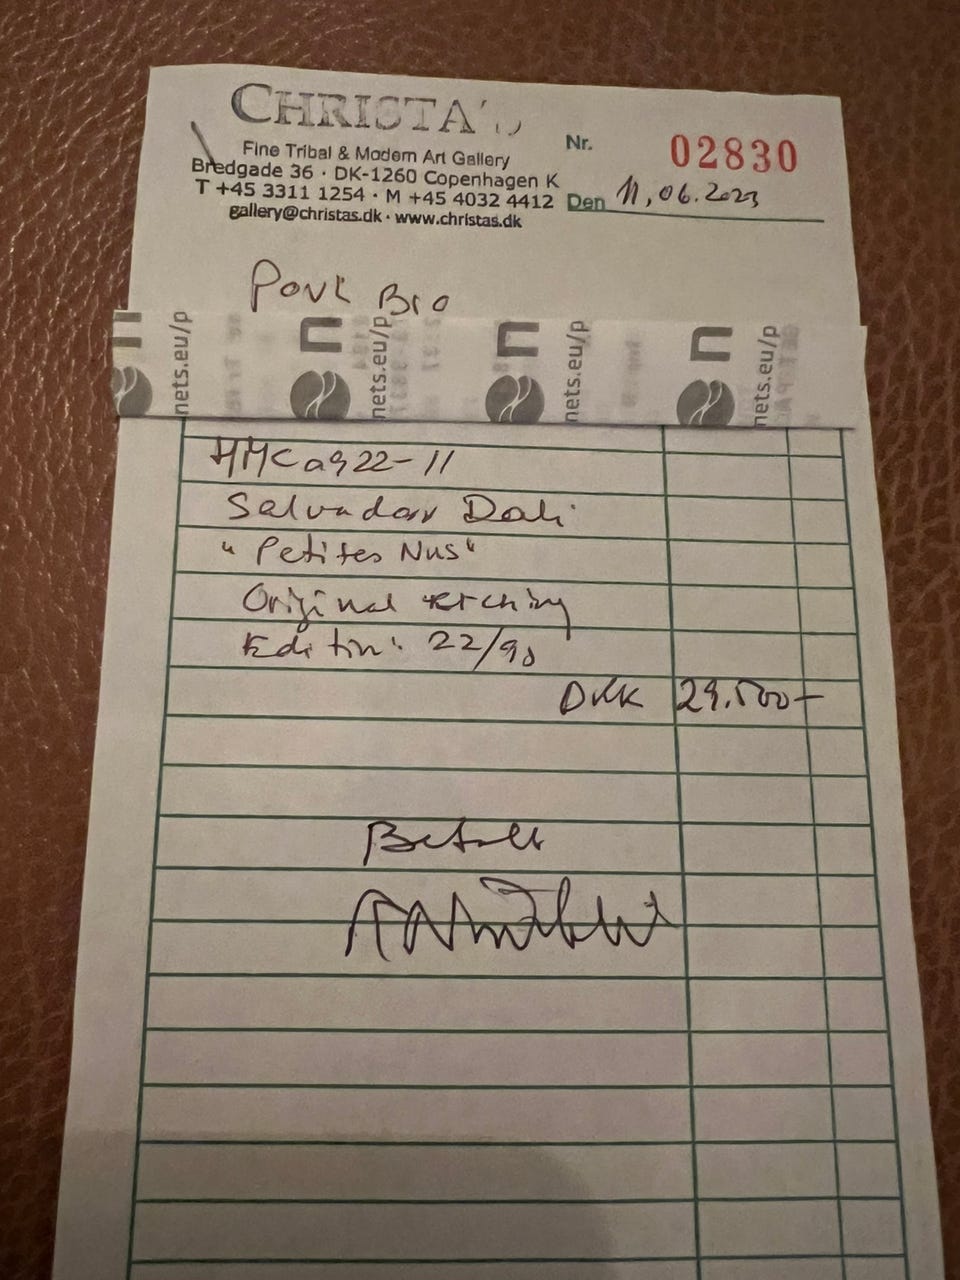 CHRISTA'S
Fine Tribal & Modern Art Gallery
Bredgade 36 · DK-1260 Copenhagen K
T +45 3311 1254 · M +45 4032 4412
gallery@christas.dk · www.christas.dk
Nr. 02830
Den 11.06.2023
nets.eu/p nets.eu/p nets.eu/p nets.eu/p
Salvador Dali
"Petites Nus"
Original etching
Edition: 22/90
DKK 29.500-
Betalt